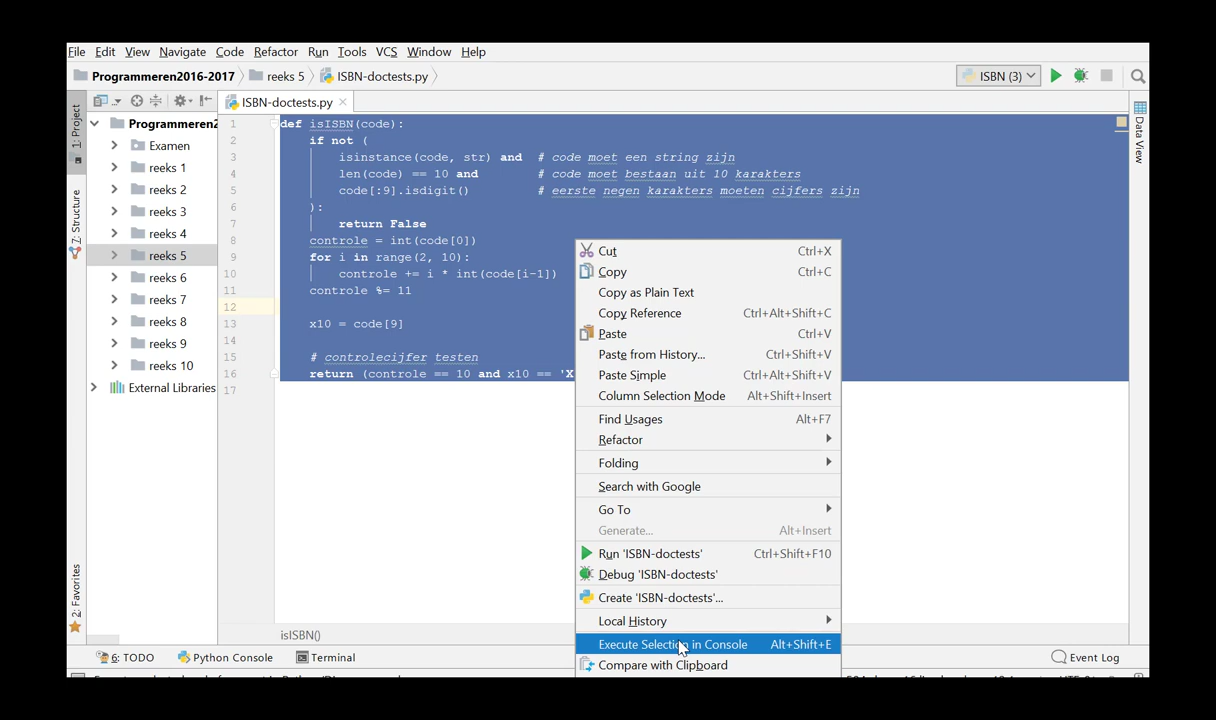 File Edit View Navigate Code Refactor Run Tools VCS Window Help
Programmeren2016-2017 reeks 5 ISBN-doctests.py ISBN (3)
ISBN-doctests.py
1: Project
Z: Structure
2: Favorites
Data View
Programmeren2
Examen
reeks 1
reeks 2
reeks 3
reeks 4
reeks 5
reeks 6
reeks 7
reeks 8
reeks 9
reeks 10
External Libraries
1 def isISBN(code):
2 if not (
3 isinstance(code, str) and # code moet een string zijn
4 len(code) == 10 and # code moet bestaan uit 10 karakters
5 code[:9].isdigit() # eerste negen karakters moeten cijfers zijn
6 ):
7 return False
8 controle = int(code[0])
9 for i in range(2, 10):
10 controle += i * int(code[i-1])
11 controle %= 11
12
13 x10 = code[9]
14
15 # controlecijfer testen
16 return (controle == 10 and x10 == 'X
17
Cut Ctrl+X
Copy Ctrl+C
Copy as Plain Text
Copy Reference Ctrl+Alt+Shift+C
Paste Ctrl+V
Paste from History... Ctrl+Shift+V
Paste Simple Ctrl+Alt+Shift+V
Column Selection Mode Alt+Shift+Insert
Find Usages Alt+F7
Refactor
Folding
Search with Google
Go To
Generate... Alt+Insert
Run 'ISBN-doctests' Ctrl+Shift+F10
Debug 'ISBN-doctests'
Create 'ISBN-doctests'...
Local History
Execute Selection in Console Alt+Shift+E
Compare with Clipboard
isISBN()
6: TODO Python Console Terminal Event Log